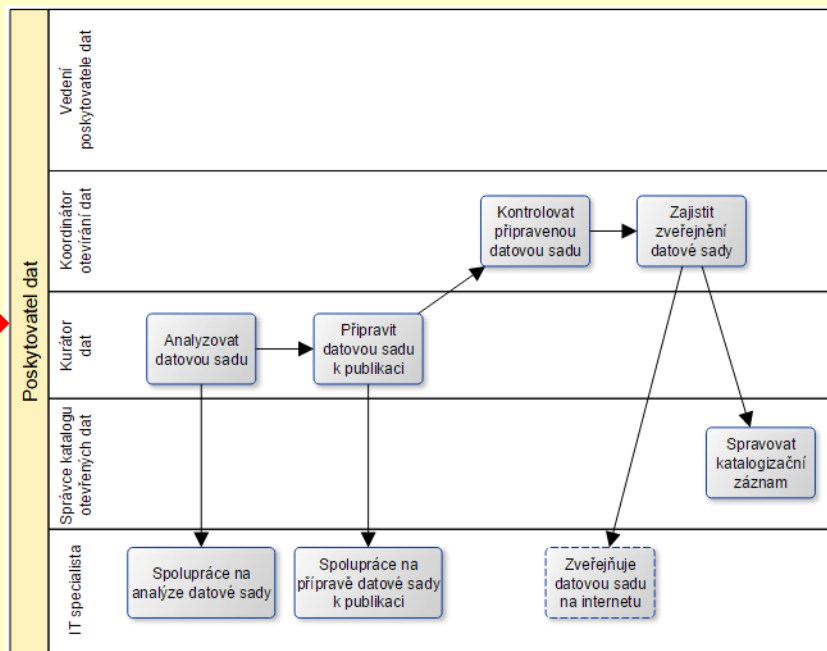 Poskytovatel dat
Vedení
poskytovatele dat
Koordinátor
otevírání dat
Kontrolovat
připravenou
datovou sadu
Zajistit
zveřejnění
datové sady
Kurátor
dat
Analyzovat
datovou sadu
Připravit
datovou sadu
k publikaci
Správce katalogu
otevřených dat
Spravovat
katalogizační
záznam
IT specialista
Spolupráce na
analýze datové sady
Spolupráce na
přípravě datové sady
k publikaci
Zveřejňuje
datovou sadu
na internetu